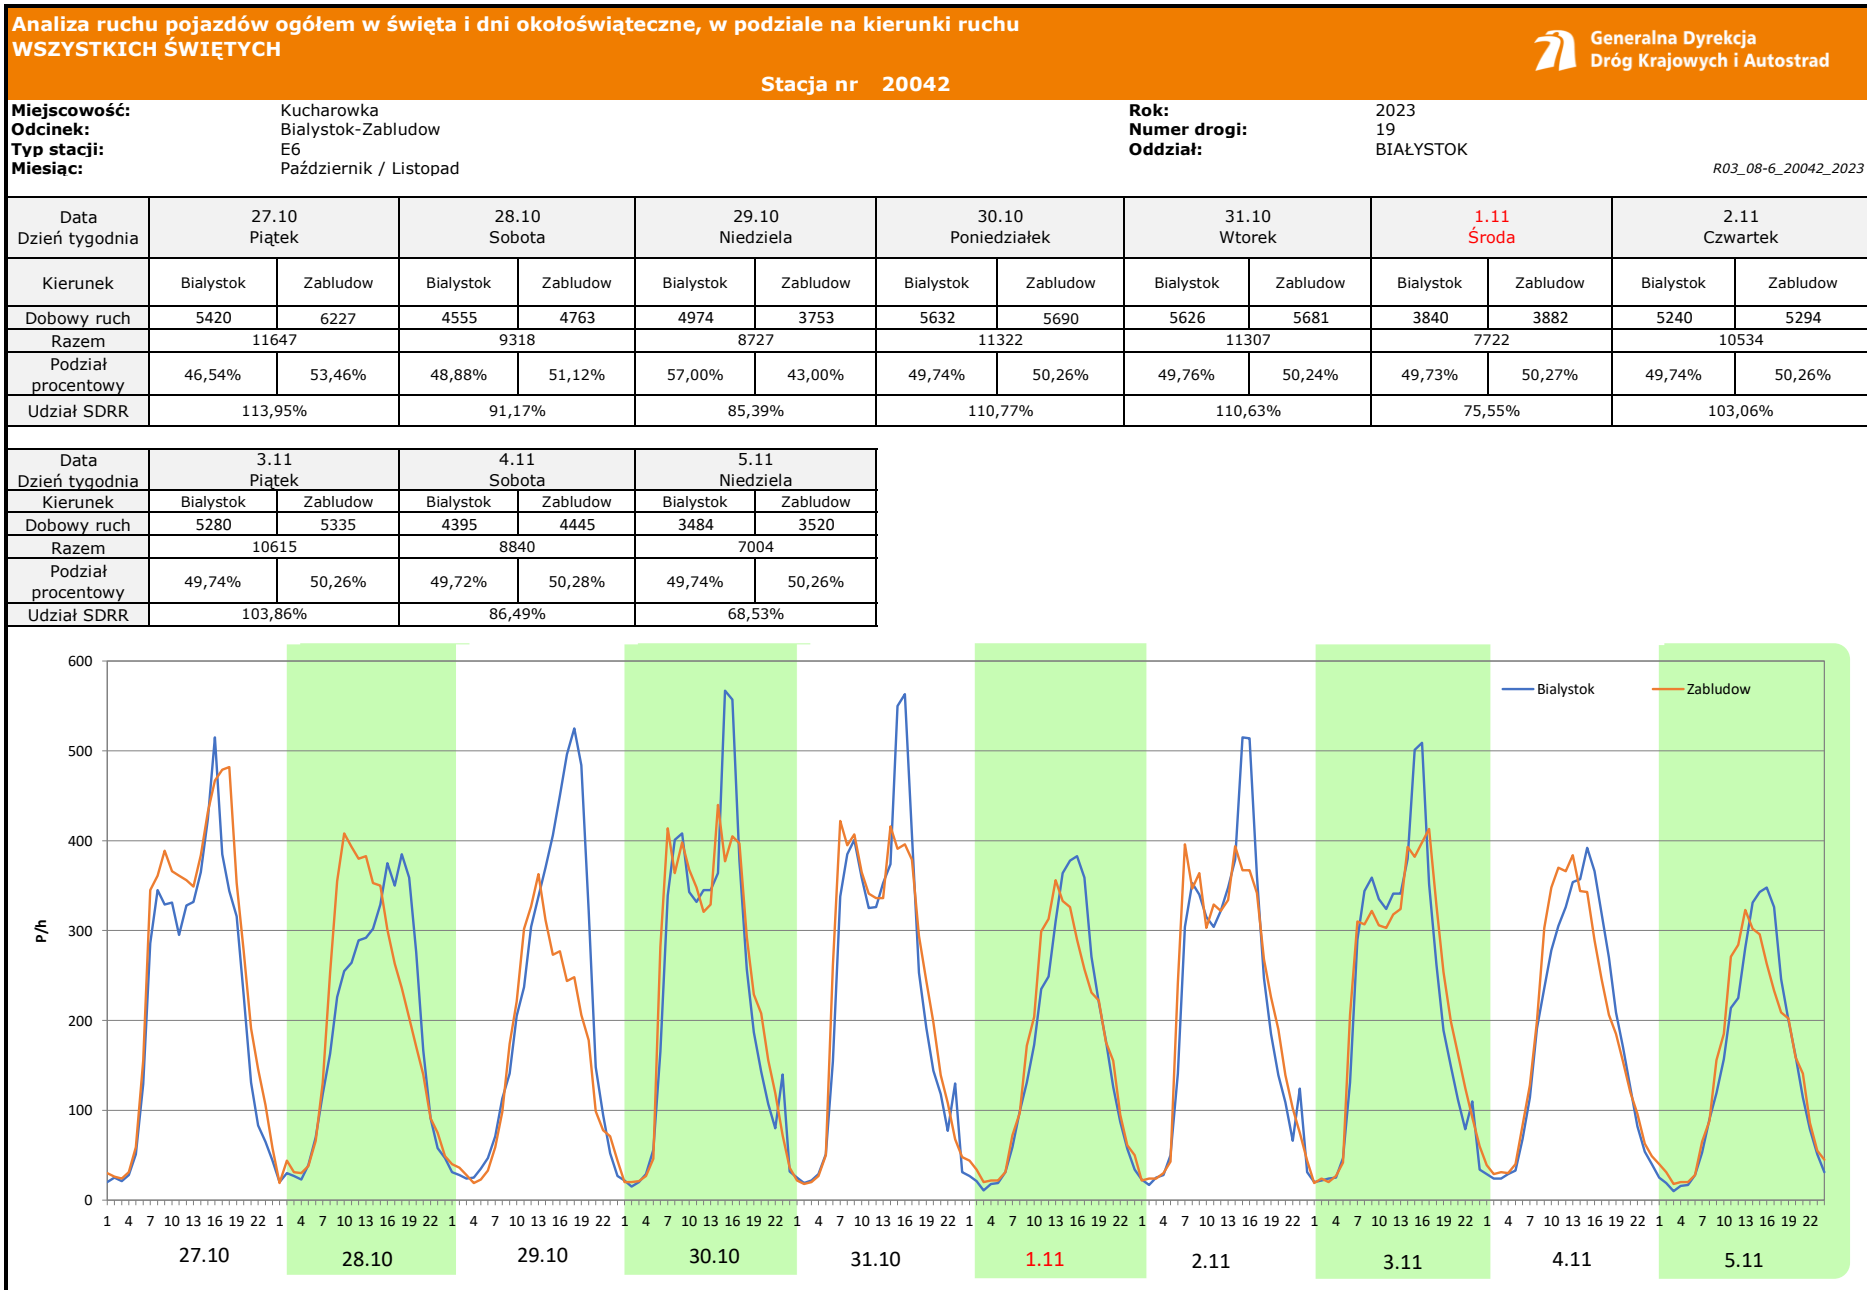 Analiza ruchu pojazdów ogółem w święta i dni okołoświąteczne, w podziale na kierunki ruchu
WSZYSTKICH ŚWIĘTYCH
Generalna Dyrekcja
Dróg Krajowych i Autostrad
Stacja nr 20042
Miejscowość: Kucharowka Rok: 2023
Odcinek: Bialystok-Zabludow Numer drogi: 19
Typ stacji: E6 Oddział: BIAŁYSTOK
Miesiąc: Październik / Listopad R03_08-6_20042_2023
Data 27.10 28.10 29.10 30.10 31.10 1.11 2.11
Dzień tygodnia Piątek Sobota Niedziela Poniedziałek Wtorek Środa Czwartek
Kierunek Bialystok Zabludow Bialystok Zabludow Bialystok Zabludow Bialystok Zabludow Bialystok Zabludow Bialystok Zabludow Bialystok Zabludow
Dobowy ruch 5420 6227 4555 4763 4974 3753 5632 5690 5626 5681 3840 3882 5240 5294
Razem 11647 9318 8727 11322 11307 7722 10534
Podział
procentowy 46,54% 53,46% 48,88% 51,12% 57,00% 43,00% 49,74% 50,26% 49,76% 50,24% 49,73% 50,27% 49,74% 50,26%
Udział SDRR 113,95% 91,17% 85,39% 110,77% 110,63% 75,55% 103,06%
Data 3.11 4.11 5.11
Dzień tygodnia Piątek Sobota Niedziela
Kierunek Bialystok Zabludow Bialystok Zabludow Bialystok Zabludow
Dobowy ruch 5280 5335 4395 4445 3484 3520
Razem 10615 8840 7004
Podział
procentowy 49,74% 50,26% 49,72% 50,28% 49,74% 50,26%
Udział SDRR 103,86% 86,49% 68,53%
600
Bialystok Zabludow
500
400
300
P/h
200
100
0
1 4 7 10 13 16 19 22 1 4 7 10 13 16 19 22 1 4 7 10 13 16 19 22 1 4 7 10 13 16 19 22 1 4 7 10 13 16 19 22 1 4 7 10 13 16 19 22 1 4 7 10 13 16 19 22 1 4 7 10 13 16 19 22 1 4 7 10 13 16 19 22 1 4 7 10 13 16 19 22
27.10 28.10 29.10 30.10 31.10 1.11 2.11 3.11 4.11 5.11